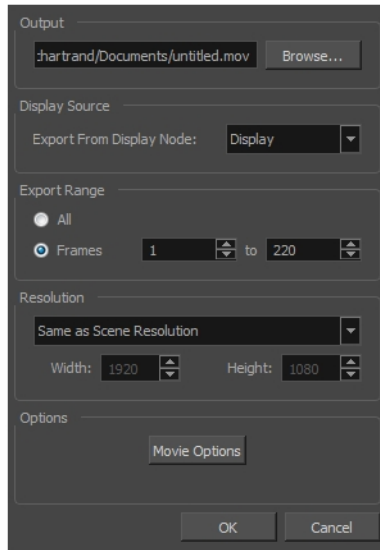 Output
:hartrand/Documents/untitled.mov Browse...
Display Source
Export From Display Node: Display
Export Range
All
Frames 1 to 220
Resolution
Same as Scene Resolution
Width: 1920 Height: 1080
Options
Movie Options
OK Cancel